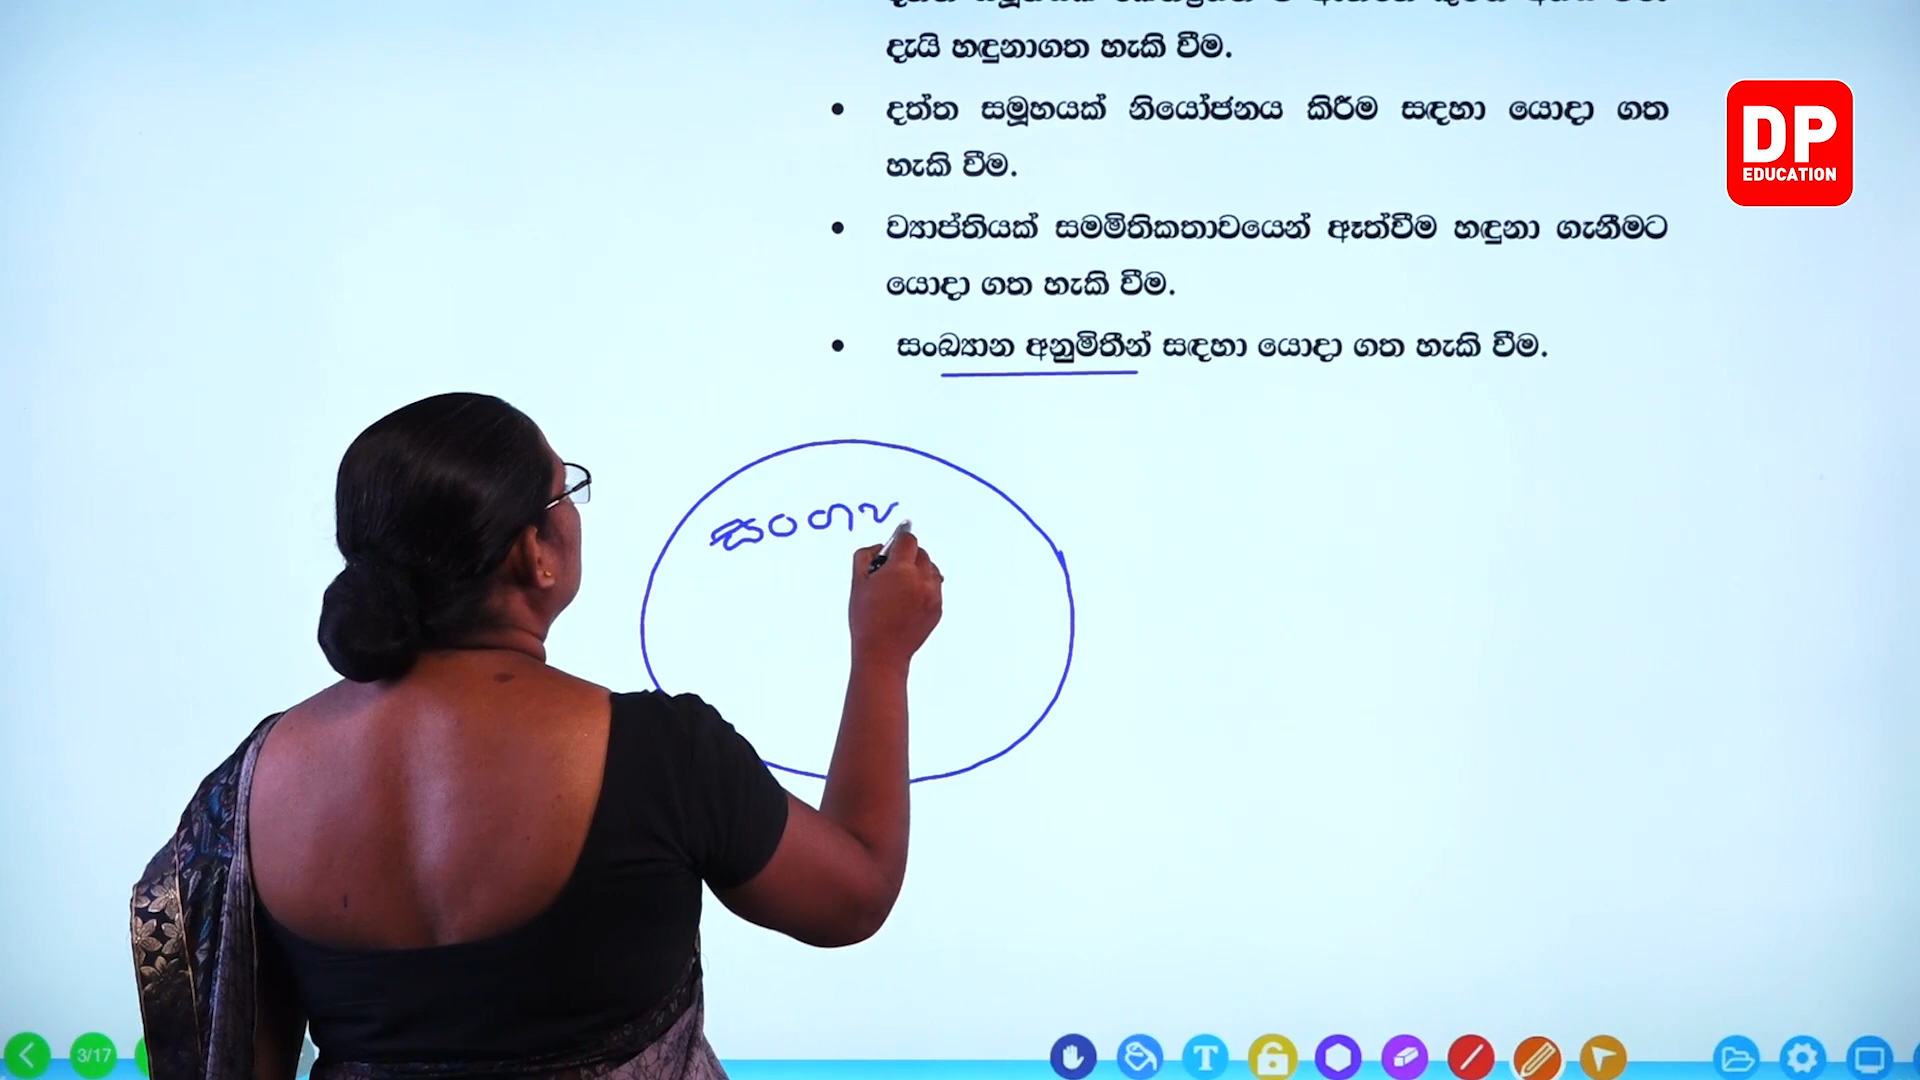 දැයි හඳුනාගත හැකි වීම.
• දත්ත සමූහයක් නියෝජනය කිරීම සඳහා යොදා ගත
හැකි වීම.
• ව්‍යාප්තියක් සමමිතිකතාවයෙන් ඈත්වීම හඳුනා ගැනීමට
යොදා ගත හැකි වීම.
• සංඛ්‍යාන අනුමිතීන් සඳහා යොදා ගත හැකි වීම.
DP
EDUCATION
3/17
T